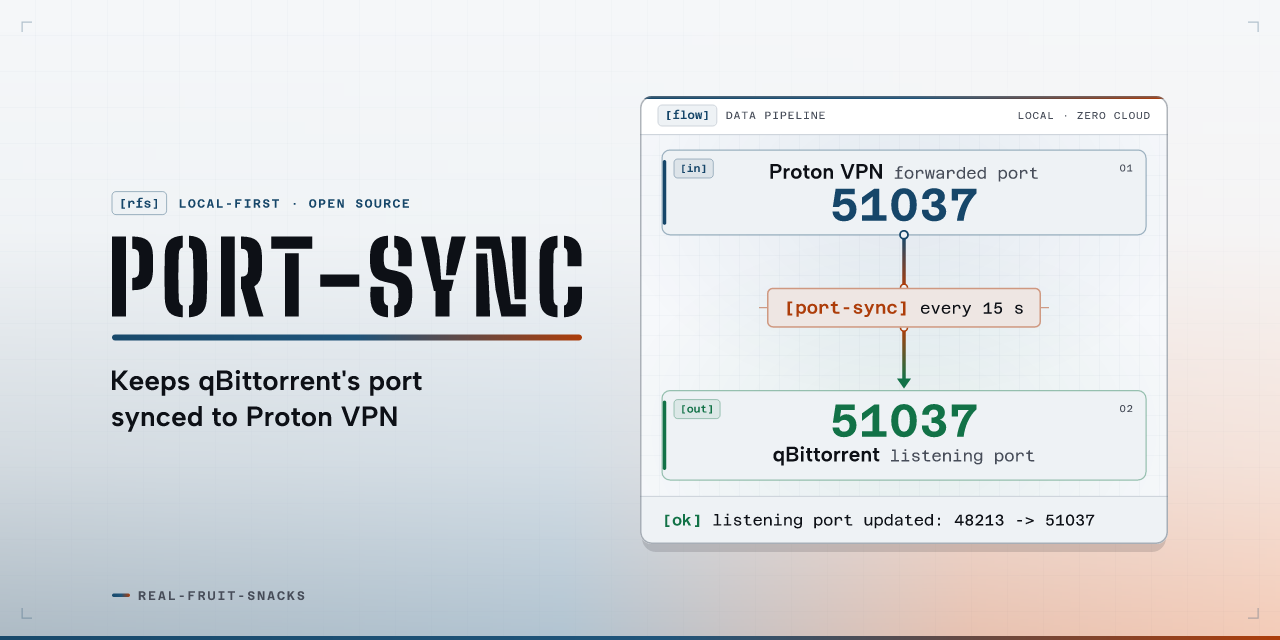 [rfs] LOCAL-FIRST · OPEN SOURCE
PORT-SYNC
Keeps qBittorrent's port
synced to Proton VPN
REAL-FRUIT-SNACKS
[flow] DATA PIPELINE LOCAL · ZERO CLOUD
[in] Proton VPN forwarded port 01
51037
[port-sync] every 15 s
[out] 51037 02
qBittorrent listening port
[ok] listening port updated: 48213 -> 51037